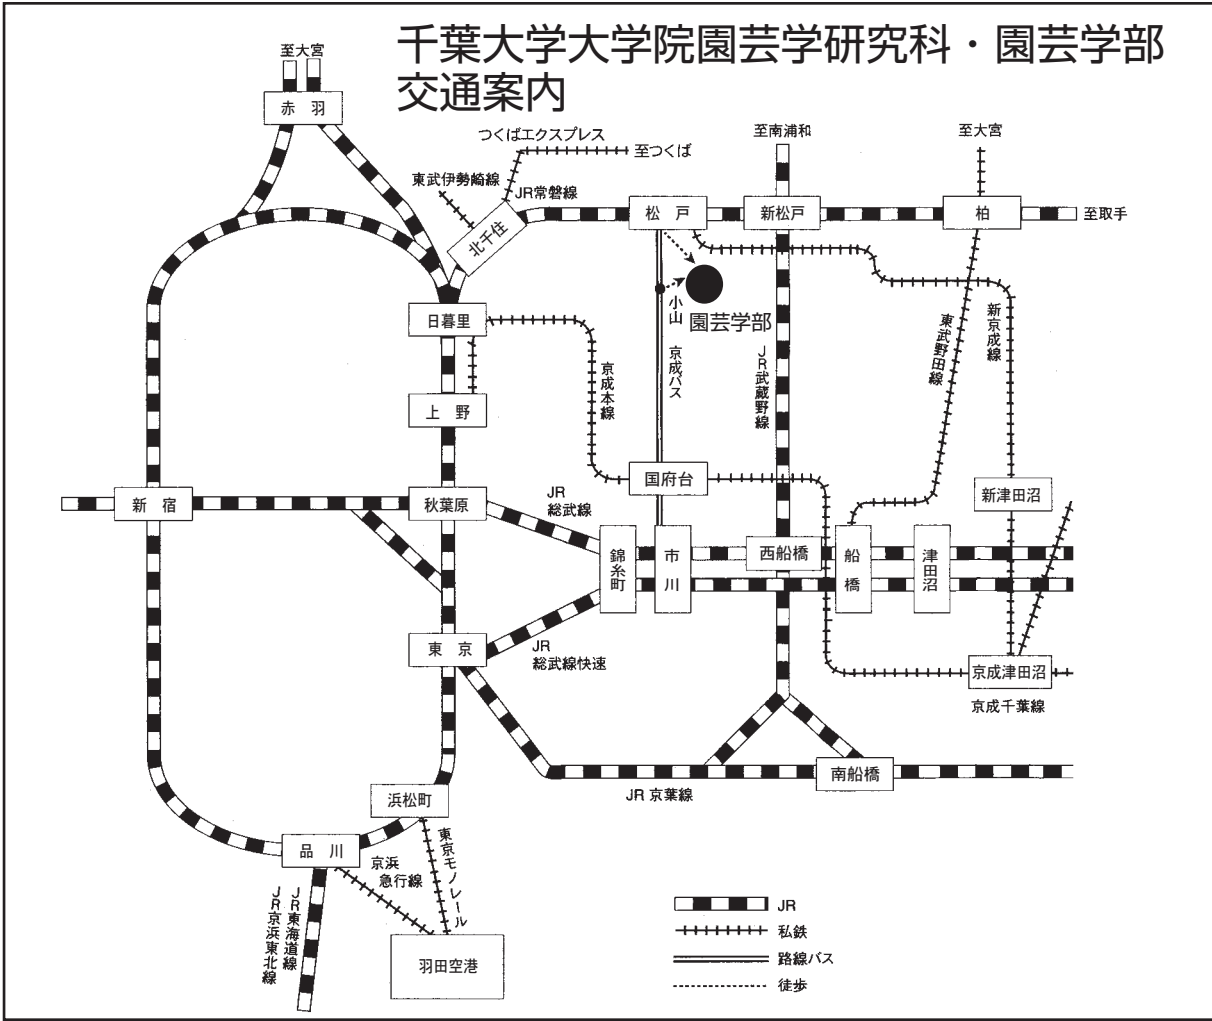 千葉大学大学院園芸学研究科・園芸学部
交通案内
至大宮
赤羽
つくばエクスプレス
至つくば
至南浦和
至大宮
東武伊勢崎線
JR常磐線
北千住
松戸
新松戸
柏
至取手
小山
園芸学部
日暮里
京成本線
京成バス
JR武蔵野線
東武野田線
新京成線
上野
国府台
新津田沼
新宿
秋葉原
JR
総武線
錦糸町
市川
西船橋
船橋
津田沼
東京
JR
総武線快速
京成津田沼
京成千葉線
南船橋
JR京葉線
浜松町
品川
京浜
急行線
東京モノレール
JR東海道線
JR京浜東北線
羽田空港
JR
私鉄
路線バス
徒歩